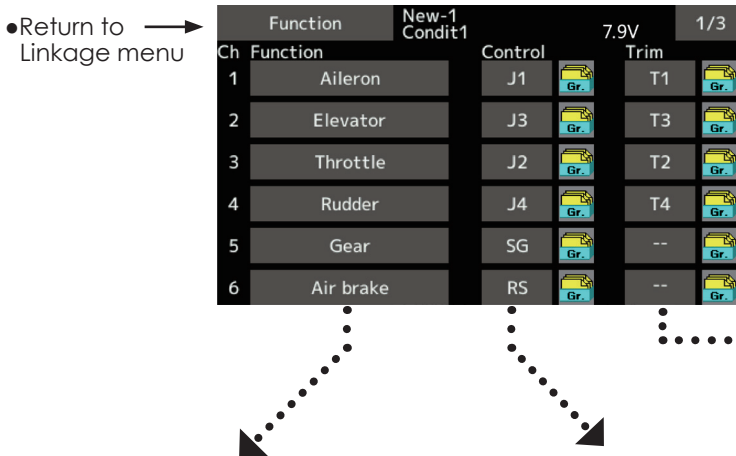 ●Return to
Linkage menu
Function New-1 7.9V 1/3
Condit1
Ch Function Control Trim
1 Aileron J1 Gr. T1 Gr.
2 Elevator J3 Gr. T3 Gr.
3 Throttle J2 Gr. T2 Gr.
4 Rudder J4 Gr. T4 Gr.
5 Gear SG Gr. -- Gr.
6 Air brake RS Gr. -- Gr.